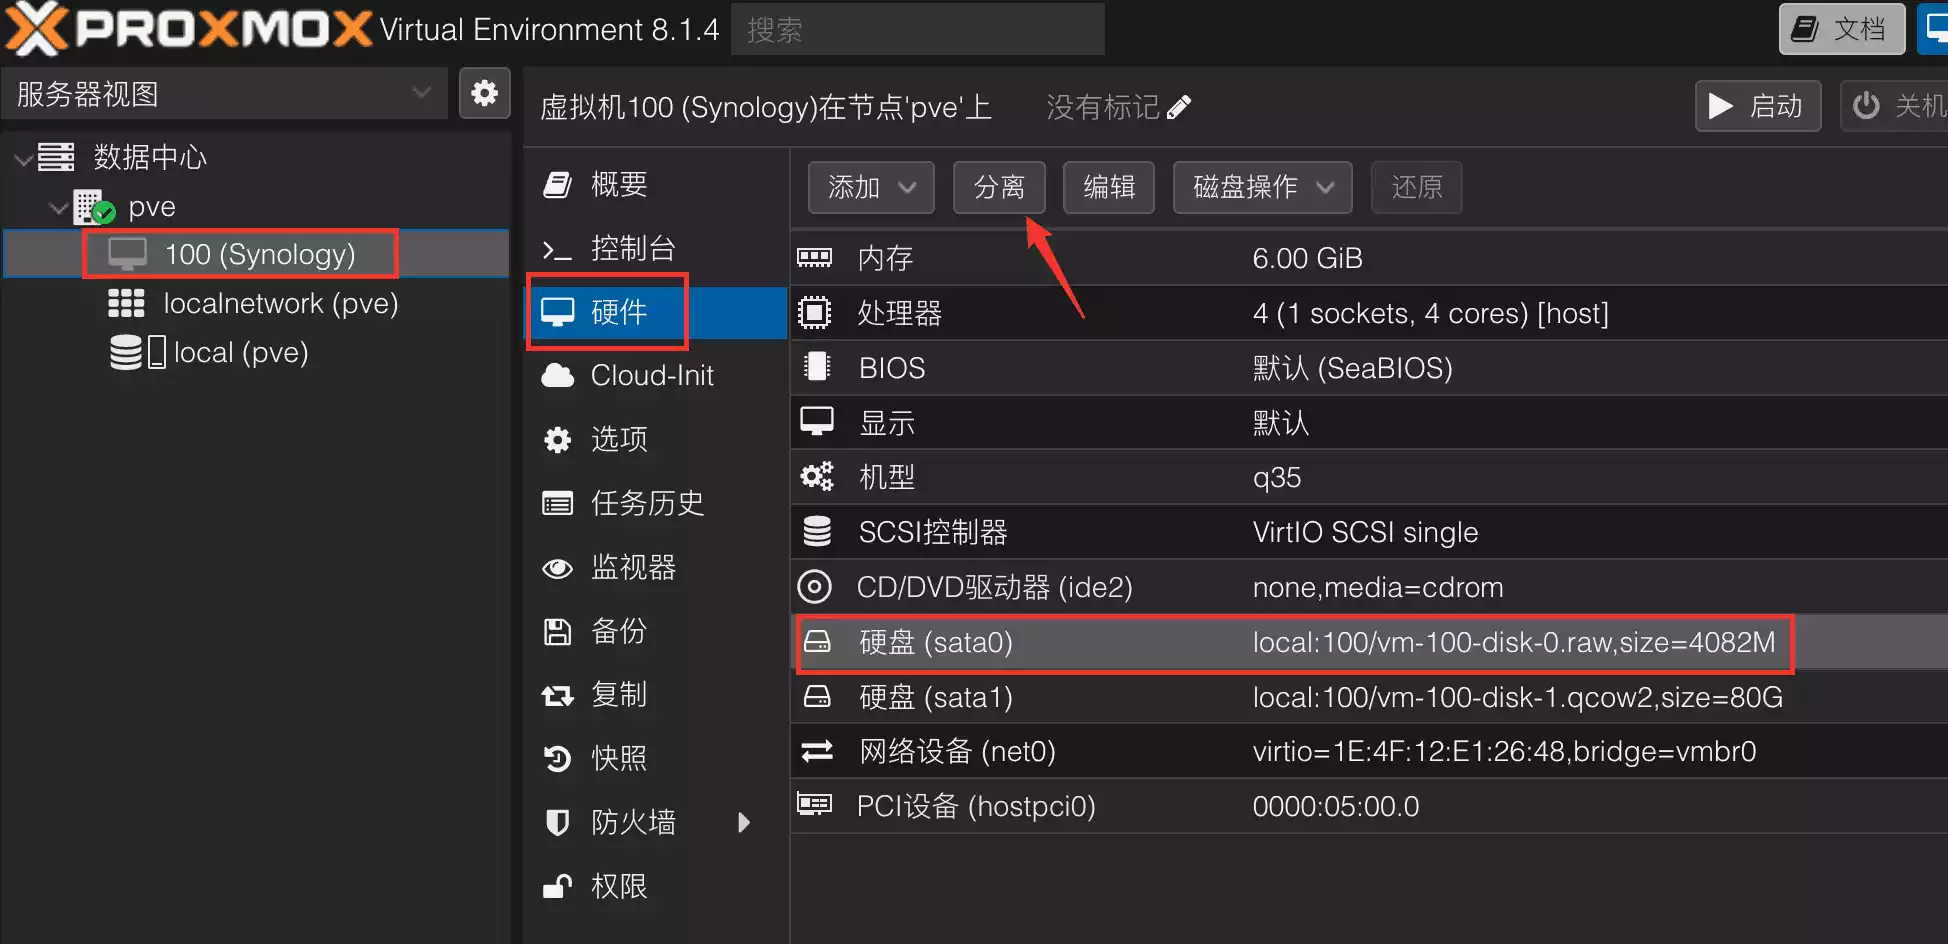 PROXMOX Virtual Environment 8.1.4
搜索
文档
服务器视图
数据中心
pve
100 (Synology)
localnetwork (pve)
local (pve)
虚拟机100 (Synology)在节点'pve'上
没有标记
启动
关机
概要
控制台
硬件
Cloud-Init
选项
任务历史
监视器
备份
复制
快照
防火墙
权限
添加
分离
编辑
磁盘操作
还原
内存 6.00 GiB
处理器 4 (1 sockets, 4 cores) [host]
BIOS 默认 (SeaBIOS)
显示 默认
机型 q35
SCSI控制器 VirtIO SCSI single
CD/DVD驱动器 (ide2) none,media=cdrom
硬盘 (sata0) local:100/vm-100-disk-0.raw,size=4082M
硬盘 (sata1) local:100/vm-100-disk-1.qcow2,size=80G
网络设备 (net0) virtio=1E:4F:12:E1:26:48,bridge=vmbr0
PCI设备 (hostpci0) 0000:05:00.0